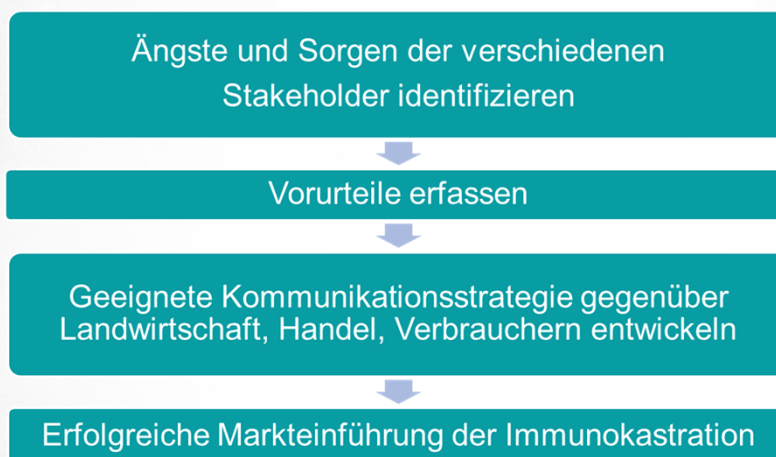 Ängste und Sorgen der verschiedenen
Stakeholder identifizieren
Vorurteile erfassen
Geeignete Kommunikationsstrategie gegenüber
Landwirtschaft, Handel, Verbrauchern entwickeln
Erfolgreiche Markteinführung der Immunokastration